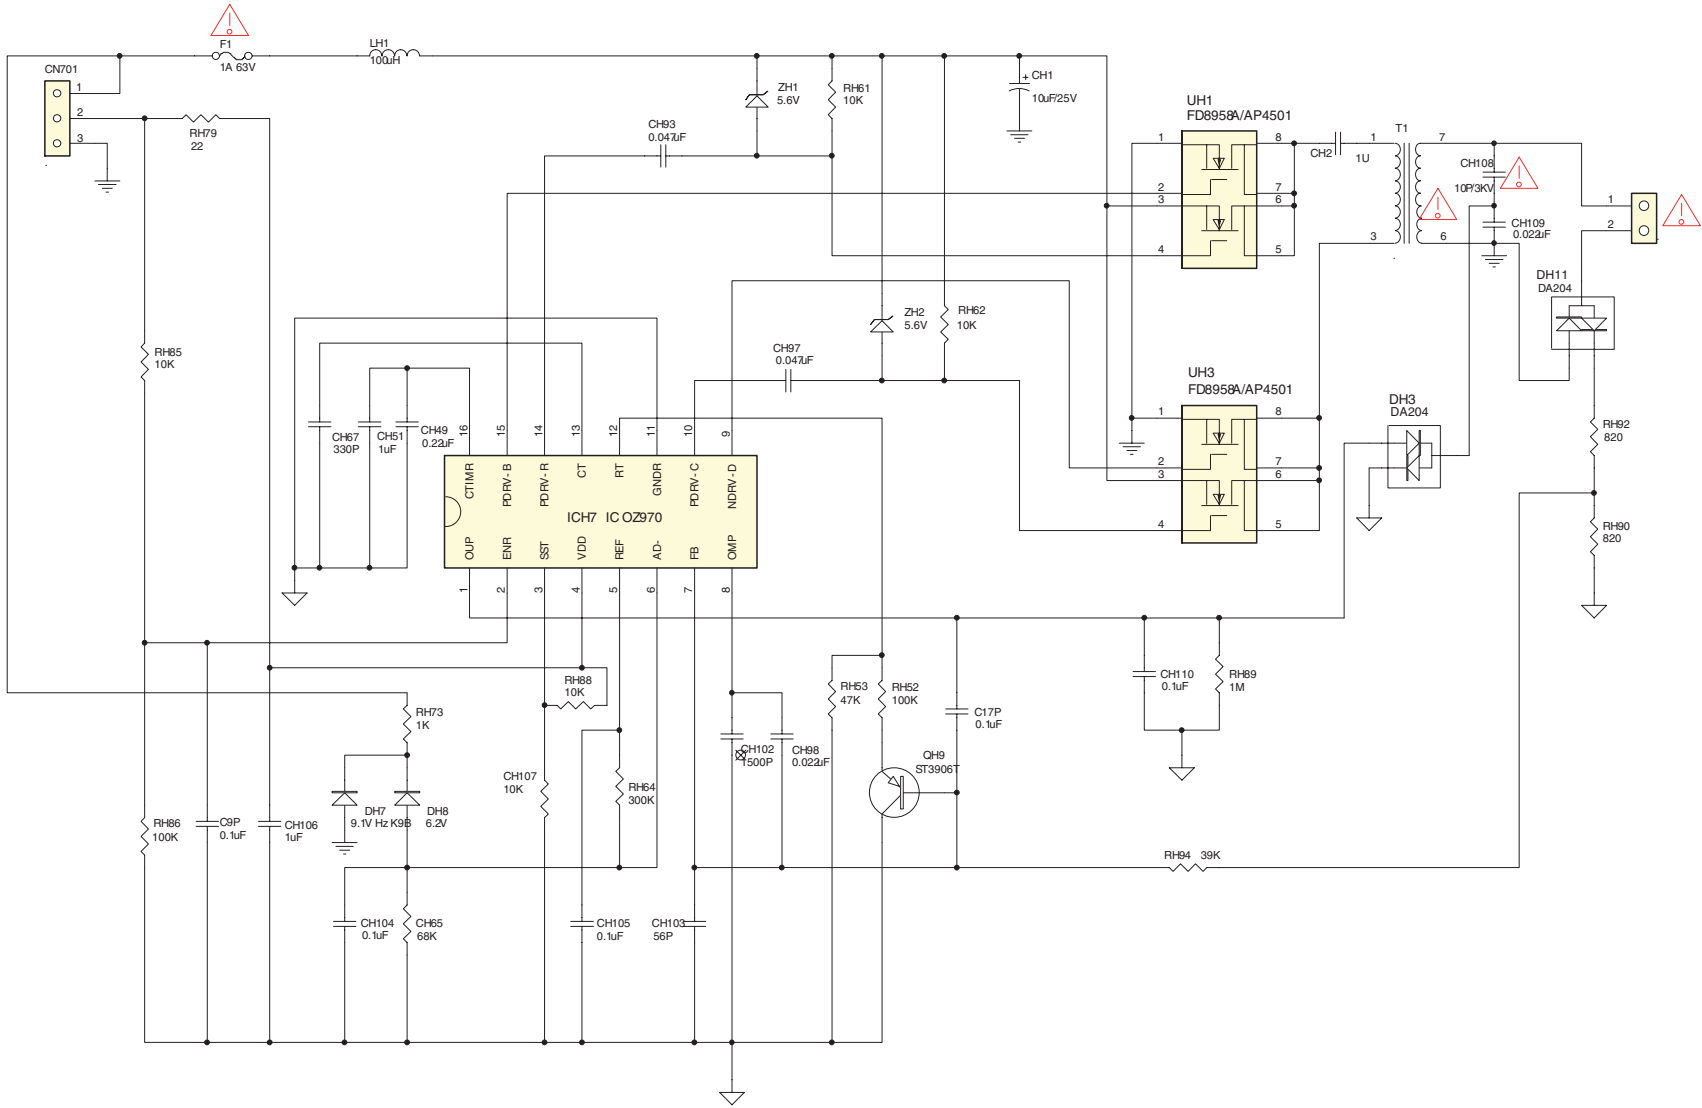 F1
1A 63V
LH1
100uH
CN701
1
2
3
RH79
22
CH93
0.047uF
ZH1
5.6V
RH61
10K
+
CH1
10uF/25V
UH1
FD8958A/AP4501
1
2
3
4
8
7
6
5
CH2
1U
1
3
T1
7
6
CH108
10P/3KV
CH109
0.022uF
1
2
DH11
DA204
RH85
10K
CH67
330P
CH51
1uF
CH49
0.22uF
CH97
0.047uF
ZH2
5.6V
RH62
10K
UH3
FD8958A/AP4501
1
2
3
4
8
7
6
5
DH3
DA204
RH92
820
RH90
820
16
15
14
13
12
11
10
9
CTIMR
PDRV-B
PDRV-R
CT
RT
GNDR
PDRV-C
NDRV-D
ICH7 IC OZ970
OUP
ENR
SST
VDD
REF
AD-
FB
OMP
1
2
3
4
5
6
7
8
RH88
10K
RH73
1K
DH7
9.1V Hz K9B
DH8
6.2V
CH107
10K
RH64
300K
CH102
1500P
CH98
0.022uF
RH53
47K
RH52
100K
C17P
0.1uF
QH9
ST3906T
CH110
0.1uF
RH89
1M
RH86
100K
C9P
0.1uF
CH106
1uF
RH94 39K
CH104
0.1uF
CH65
68K
CH105
0.1uF
CH103
56P